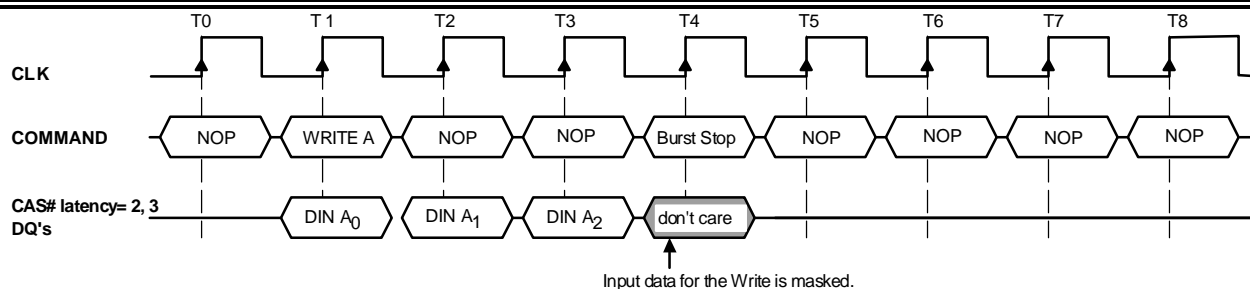 T0 T1 T2 T3 T4 T5 T6 T7 T8
CLK
COMMAND NOP WRITE A NOP NOP Burst Stop NOP NOP NOP NOP
CAS# latency= 2, 3
DQ's DIN A0 DIN A1 DIN A2 don't care
Input data for the Write is masked.